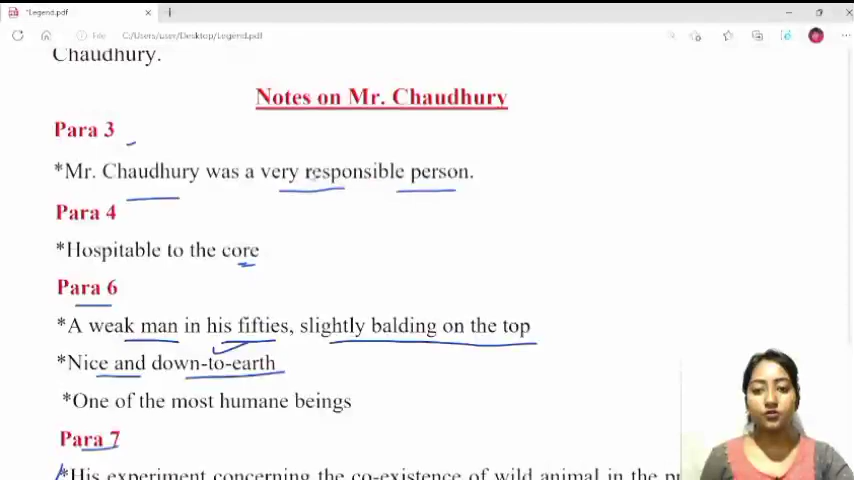 *Legend.pdf
File
C:/Users/user/Desktop/Legend.pdf
Chaudhury.
Notes on Mr. Chaudhury
Para 3
*Mr. Chaudhury was a very responsible person.
Para 4
*Hospitable to the core
Para 6
*A weak man in his fifties, slightly balding on the top
*Nice and down-to-earth
*One of the most humane beings
Para 7
*His experiment concerning the co-existence of wild animal in the